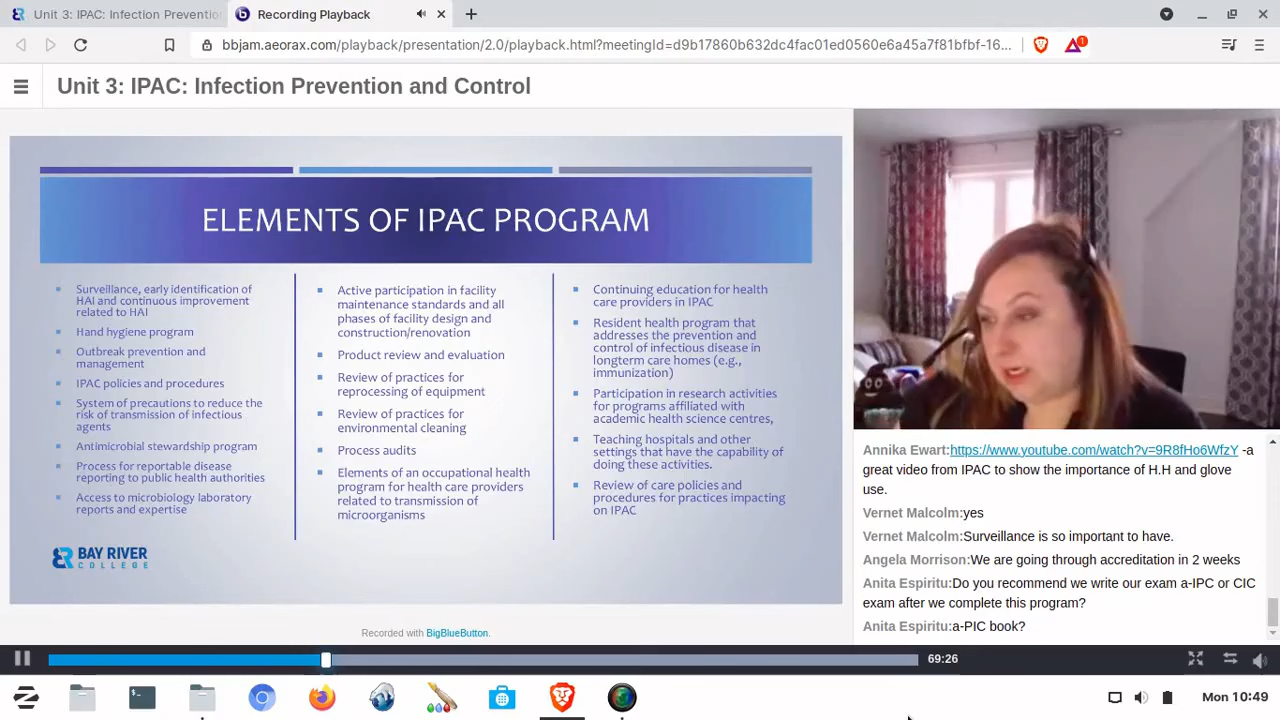 Unit 3: IPAC: Infection Preventio
Recording Playback
bbjam.aeorax.com/playback/presentation/2.0/playback.html?meetingId=d9b17860b632dc4fac01ed0560e6a45a7f81bfbf-16...
1
Unit 3: IPAC: Infection Prevention and Control
ELEMENTS OF IPAC PROGRAM
Surveillance, early identification of
HAI and continuous improvement
related to HAI
Hand hygiene program
Outbreak prevention and
management
IPAC policies and procedures
System of precautions to reduce the
risk of transmission of infectious
agents
Antimicrobial stewardship program
Process for reportable disease
reporting to public health authorities
Access to microbiology laboratory
reports and expertise
Active participation in facility
maintenance standards and all
phases of facility design and
construction/renovation
Product review and evaluation
Review of practices for
reprocessing of equipment
Review of practices for
environmental cleaning
Process audits
Elements of an occupational health
program for health care providers
related to transmission of
microorganisms
Continuing education for health
care providers in IPAC
Resident health program that
addresses the prevention and
control of infectious disease in
longterm care homes (e.g.,
immunization)
Participation in research activities
for programs affiliated with
academic health science centres,
Teaching hospitals and other
settings that have the capability of
doing these activities.
Review of care policies and
procedures for practices impacting
on IPAC
BAY RIVER
COLLEGE
Recorded with BigBlueButton.
Annika Ewart:https://www.youtube.com/watch?v=9R8fHo6WfzY -a
great video from IPAC to show the importance of H.H and glove
use.
Vernet Malcolm:yes
Vernet Malcolm:Surveillance is so important to have.
Angela Morrison:We are going through accreditation in 2 weeks
Anita Espiritu:Do you recommend we write our exam a-IPC or CIC
exam after we complete this program?
Anita Espiritu:a-PIC book?
69:26
Mon 10:49